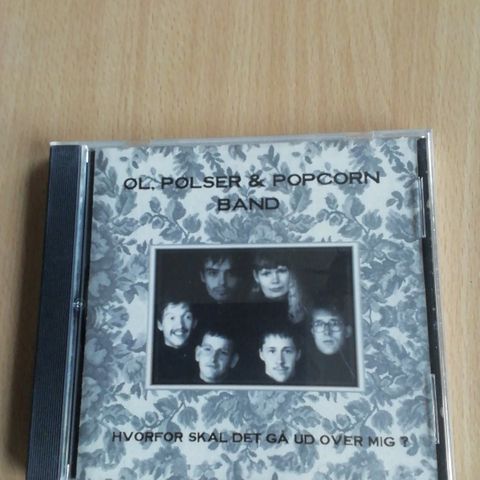 ØL, PØLSER & POPCORN
BAND
HVORFOR SKAL DET GÅ UD OVER MIG ?